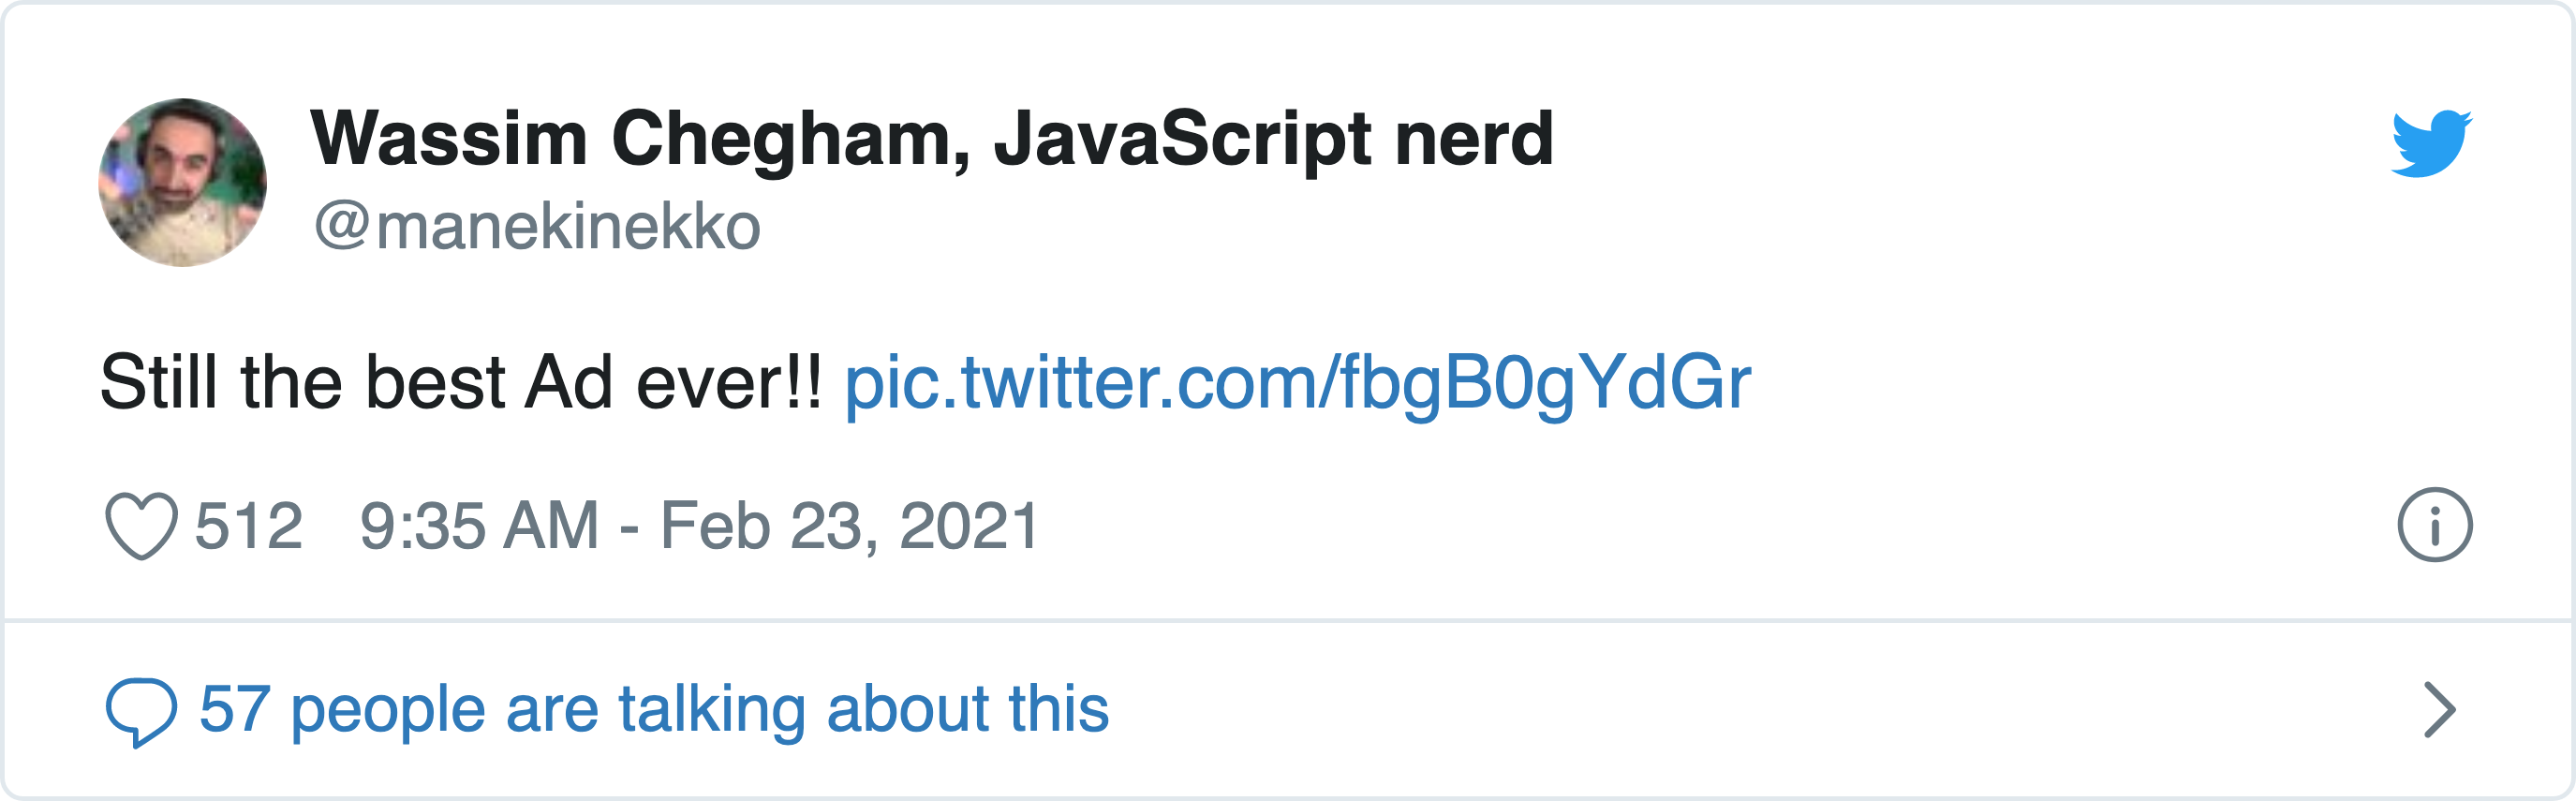 Wassim Chegham, JavaScript nerd
@manekinekko
Still the best Ad ever!! pic.twitter.com/fbgB0gYdGr
512 9:35 AM - Feb 23, 2021
57 people are talking about this